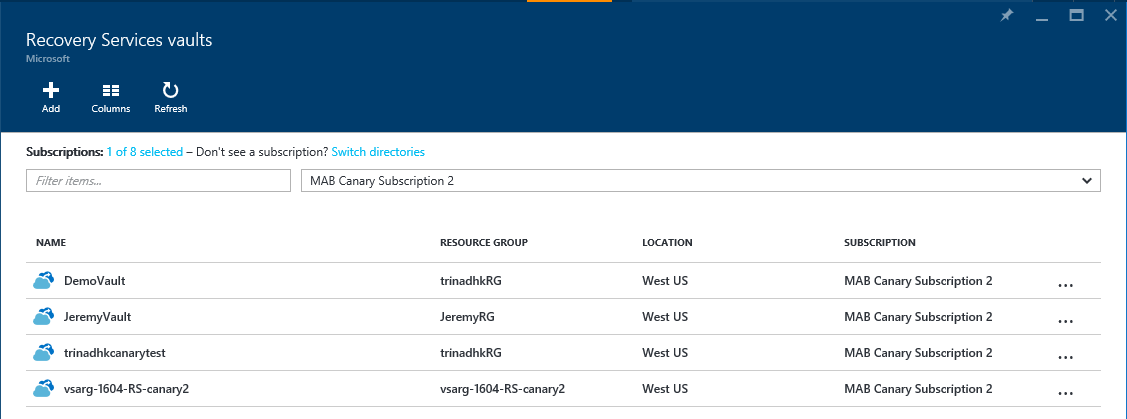 Recovery Services vaults
Microsoft
Add Columns Refresh
Subscriptions: 1 of 8 selected – Don't see a subscription? Switch directories
Filter items... MAB Canary Subscription 2
NAME RESOURCE GROUP LOCATION SUBSCRIPTION
DemoVault trinadhkRG West US MAB Canary Subscription 2 ...
JeremyVault JeremyRG West US MAB Canary Subscription 2 ...
trinadhkcanarytest trinadhkRG West US MAB Canary Subscription 2 ...
vsarg-1604-RS-canary2 vsarg-1604-RS-canary2 West US MAB Canary Subscription 2 ...